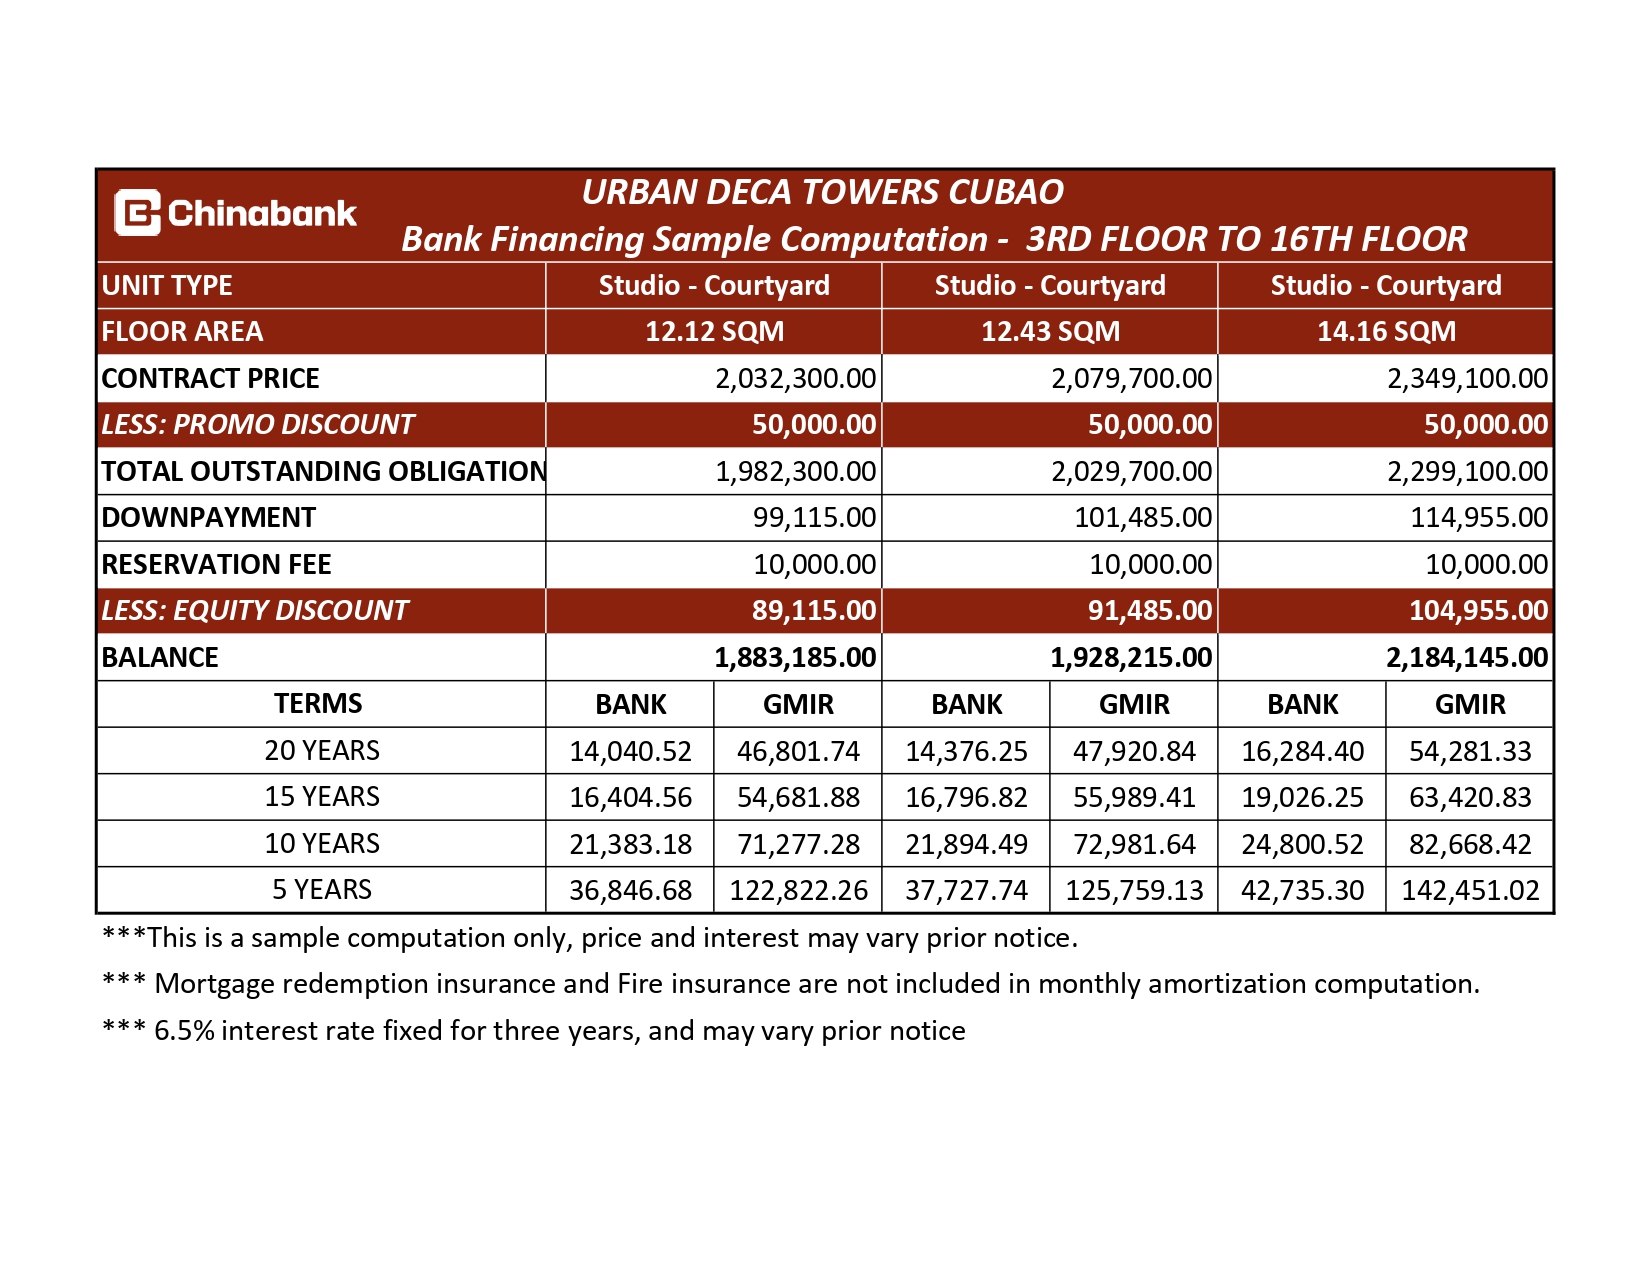 Chinabank
URBAN DECA TOWERS CUBAO
Bank Financing Sample Computation - 3RD FLOOR TO 16TH FLOOR
UNIT TYPE Studio - Courtyard Studio - Courtyard Studio - Courtyard
FLOOR AREA 12.12 SQM 12.43 SQM 14.16 SQM
CONTRACT PRICE 2,032,300.00 2,079,700.00 2,349,100.00
LESS: PROMO DISCOUNT 50,000.00 50,000.00 50,000.00
TOTAL OUTSTANDING OBLIGATION 1,982,300.00 2,029,700.00 2,299,100.00
DOWNPAYMENT 99,115.00 101,485.00 114,955.00
RESERVATION FEE 10,000.00 10,000.00 10,000.00
LESS: EQUITY DISCOUNT 89,115.00 91,485.00 104,955.00
BALANCE 1,883,185.00 1,928,215.00 2,184,145.00
TERMS BANK GMIR BANK GMIR BANK GMIR
20 YEARS 14,040.52 46,801.74 14,376.25 47,920.84 16,284.40 54,281.33
15 YEARS 16,404.56 54,681.88 16,796.82 55,989.41 19,026.25 63,420.83
10 YEARS 21,383.18 71,277.28 21,894.49 72,981.64 24,800.52 82,668.42
5 YEARS 36,846.68 122,822.26 37,727.74 125,759.13 42,735.30 142,451.02
***This is a sample computation only, price and interest may vary prior notice.
*** Mortgage redemption insurance and Fire insurance are not included in monthly amortization computation.
*** 6.5% interest rate fixed for three years, and may vary prior notice